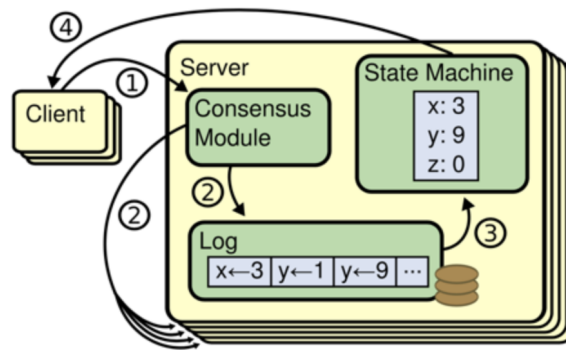 ④
①
Server
State Machine
Client
Consensus
Module
x: 3
y: 9
z: 0
②
②
Log
③
x←3 y←1 y←9 ...